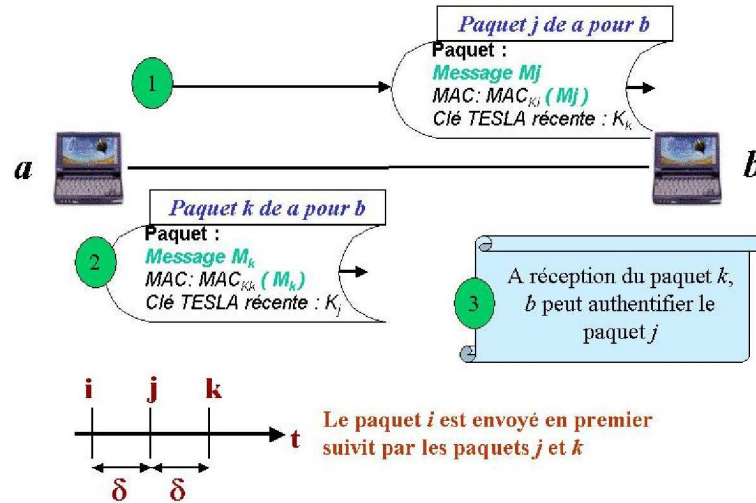 Paquet j de a pour b
Paquet :
Message Mj
MAC: MACKj ( Mj )
Clé TESLA récente : Kk
1
a
b
Paquet k de a pour b
Paquet :
Message Mk
MAC: MACKk ( Mk )
Clé TESLA récente : Kj
2
3
A réception du paquet k,
b peut authentifier le
paquet j
i j k
t
δ δ
Le paquet i est envoyé en premier
suivit par les paquets j et k